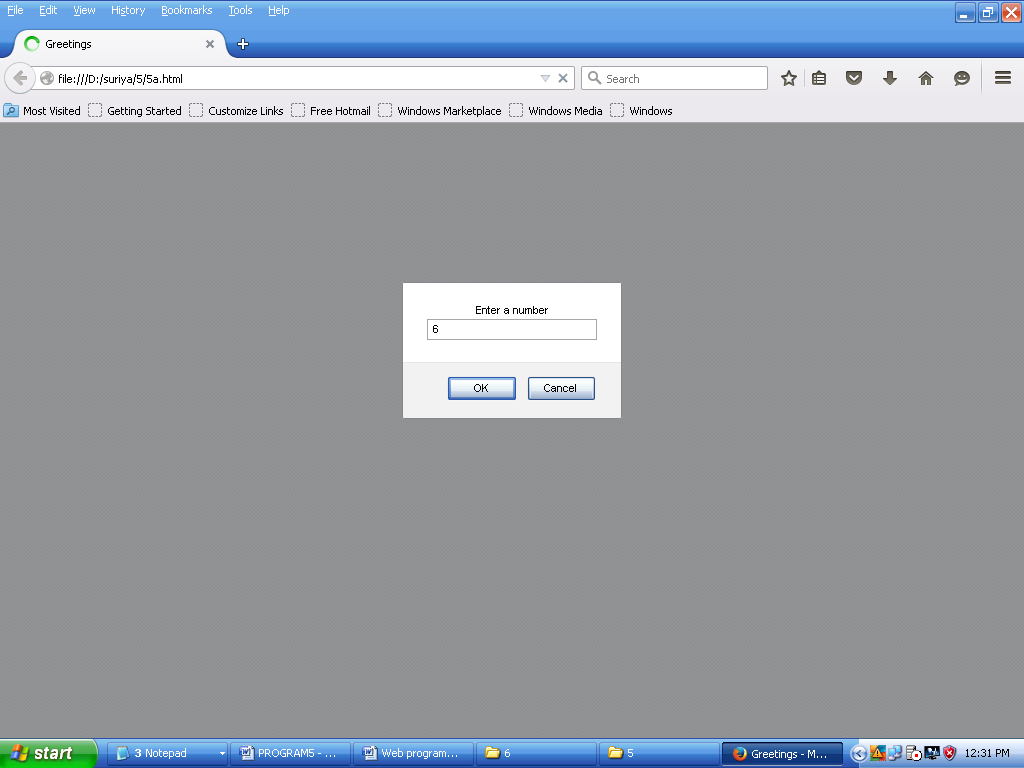 File Edit View History Bookmarks Tools Help
Greetings
file:///D:/suriya/5/5a.html Search
Most Visited Getting Started Customize Links Free Hotmail Windows Marketplace Windows Media Windows
Enter a number
6
OK Cancel
start 3 Notepad PROGRAM5 - ... Web program... 6 5 Greetings - M... 12:31 PM